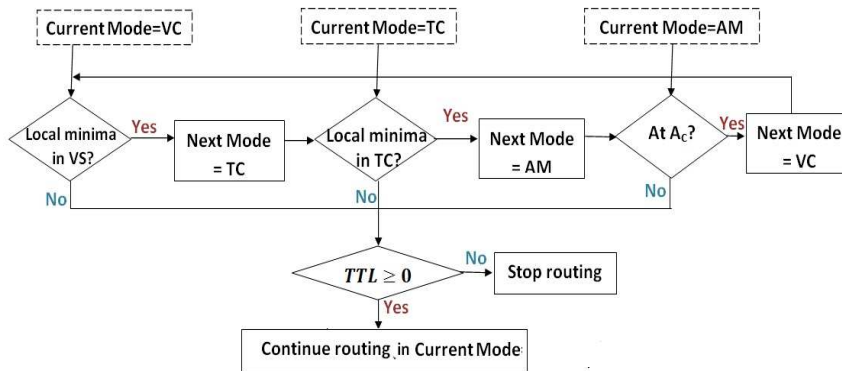 Current Mode=VC
Current Mode=TC
Current Mode=AM
Local minima
in VS?
Yes
Next Mode
= TC
Local minima
in TC?
Yes
Next Mode
= AM
At AC?
Yes
Next Mode
= VC
No
No
No
TTL ≥ 0
No
Stop routing
Yes
Continue routing in Current Mode